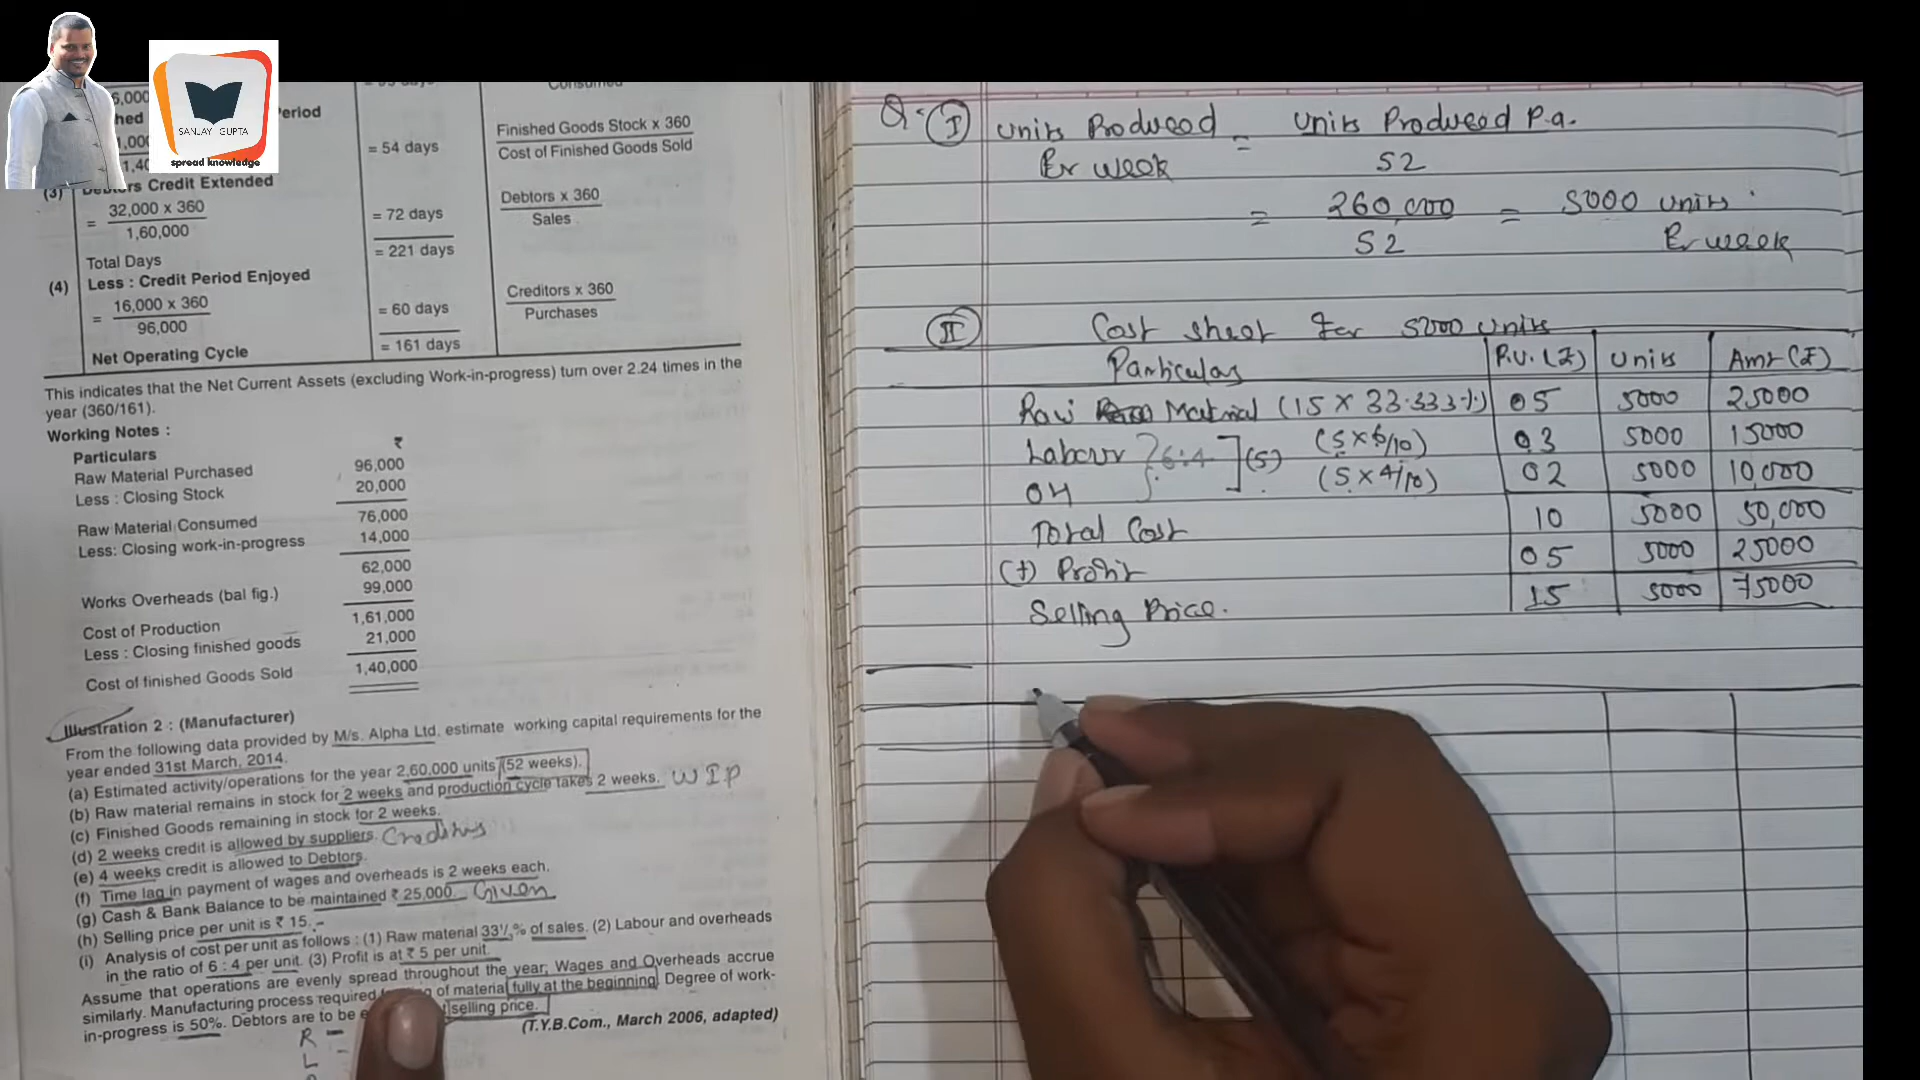 SANJAY GUPTA
spread knowledge
6,000
Period
Consumed
1,000
= 54 days
Finished Goods Stock x 360
Cost of Finished Goods Sold
(3)
Debtors Credit Extended
= 32,000 x 360
1,60,000
= 72 days
Debtors x 360
Sales
Total Days
= 221 days
(4)
Less : Credit Period Enjoyed
= 16,000 x 360
96,000
= 60 days
Creditors x 360
Purchases
Net Operating Cycle
= 161 days
This indicates that the Net Current Assets (excluding Work-in-progress) turn over 2.24 times in the
year (360/161).
Working Notes :
₹
Particulars
Raw Material Purchased 96,000
Less : Closing Stock 20,000
Raw Material Consumed 76,000
Less: Closing work-in-progress 14,000
62,000
Works Overheads (bal fig.) 99,000
Cost of Production 1,61,000
Less : Closing finished goods 21,000
Cost of finished Goods Sold 1,40,000
Illustration 2 : (Manufacturer)
From the following data provided by M/s. Alpha Ltd. estimate working capital requirements for the
year ended 31st March, 2014.
(a) Estimated activity/operations for the year 2,60,000 units (52 weeks).
(b) Raw material remains in stock for 2 weeks and production cycle takes 2 weeks. WIP
(c) Finished Goods remaining in stock for 2 weeks.
(d) 2 weeks credit is allowed by suppliers. Creditors
(e) 4 weeks credit is allowed to Debtors.
(f) Time lag in payment of wages and overheads is 2 weeks each.
(g) Cash & Bank Balance to be maintained ₹ 25,000. Given
(h) Selling price per unit is ₹ 15.
(i) Analysis of cost per unit as follows : (1) Raw material 33⅓% of sales. (2) Labour and overheads
in the ratio of 6 : 4 per unit. (3) Profit is at ₹ 5 per unit.
Assume that operations are evenly spread throughout the year, Wages and Overheads accrue
similarly. Manufacturing process required of material fully at the beginning. Degree of work-
in-progress is 50%. Debtors are to be selling price.
(T.Y.B.Com., March 2006, adapted)
R -
L -
Q. (I) Units Produced Per week = Units Produced P.a.
52
= 260,000
52
= 5000 units
Per week
(II) Cost sheet for 5000 units
Particulars P.U. (₹) Units Amt (₹)
Raw Material (15 x 33.333%) 05 5000 25000
Labour 6:4 (5) (5 x 6/10) 03 5000 15000
OH (5 x 4/10) 02 5000 10,000
Total Cost 10 5000 50,000
(+) Profit 05 5000 25000
Selling Price. 15 5000 75000